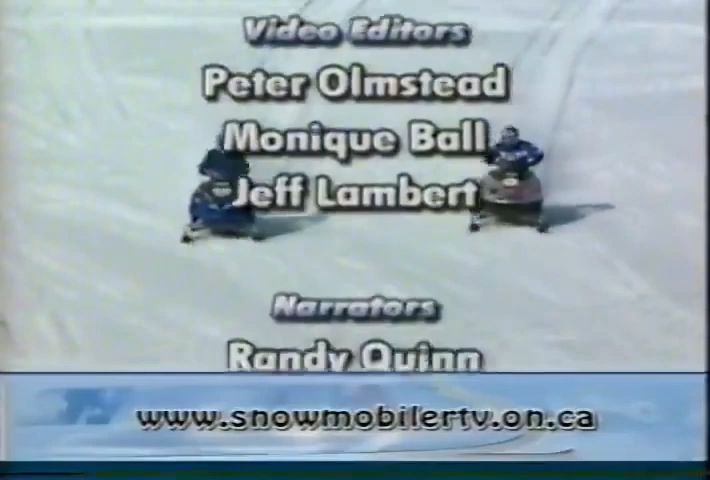 Video Editors
Peter Olmstead
Monique Ball
Jeff Lambert
Narrators
Randy Quinn
www.snowmobilertv.on.ca